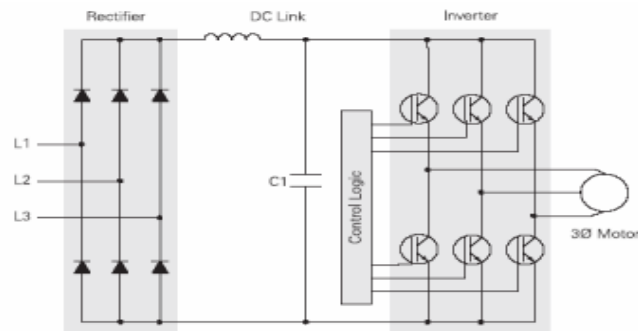 Rectifier
DC Link
Inverter
L1
L2
L3
C1
Control Logic
3Ø Motor